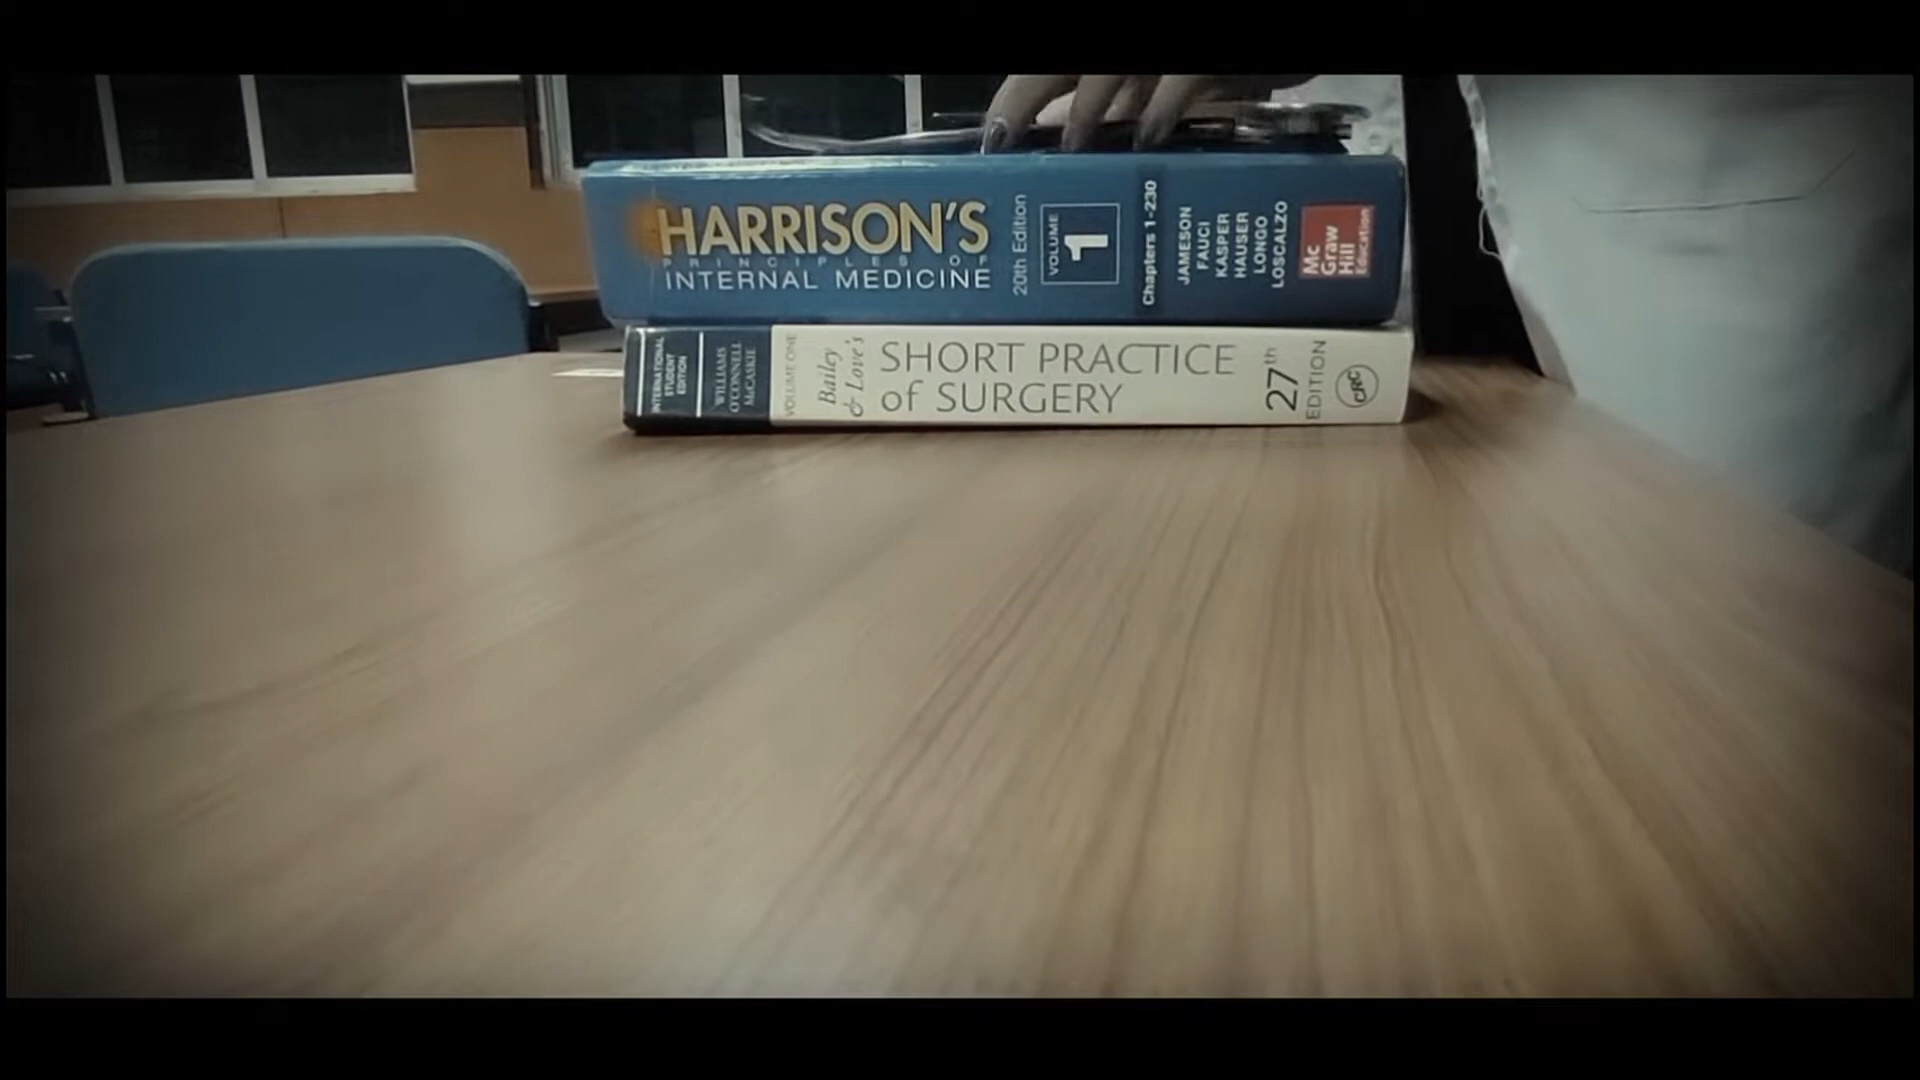 HARRISON'S
PRINCIPLES OF
INTERNAL MEDICINE
20th Edition
VOLUME
1
Chapters 1-230
JAMESON
FAUCI
KASPER
HAUSER
LONGO
LOSCALZO
Mc
Graw
Hill
Education
INTERNATIONAL
STUDENT
EDITION
WILLIAMS
O'CONNELL
McCASKIE
VOLUME ONE
Bailey
& Love's
SHORT PRACTICE
of SURGERY
27th
EDITION
CRC